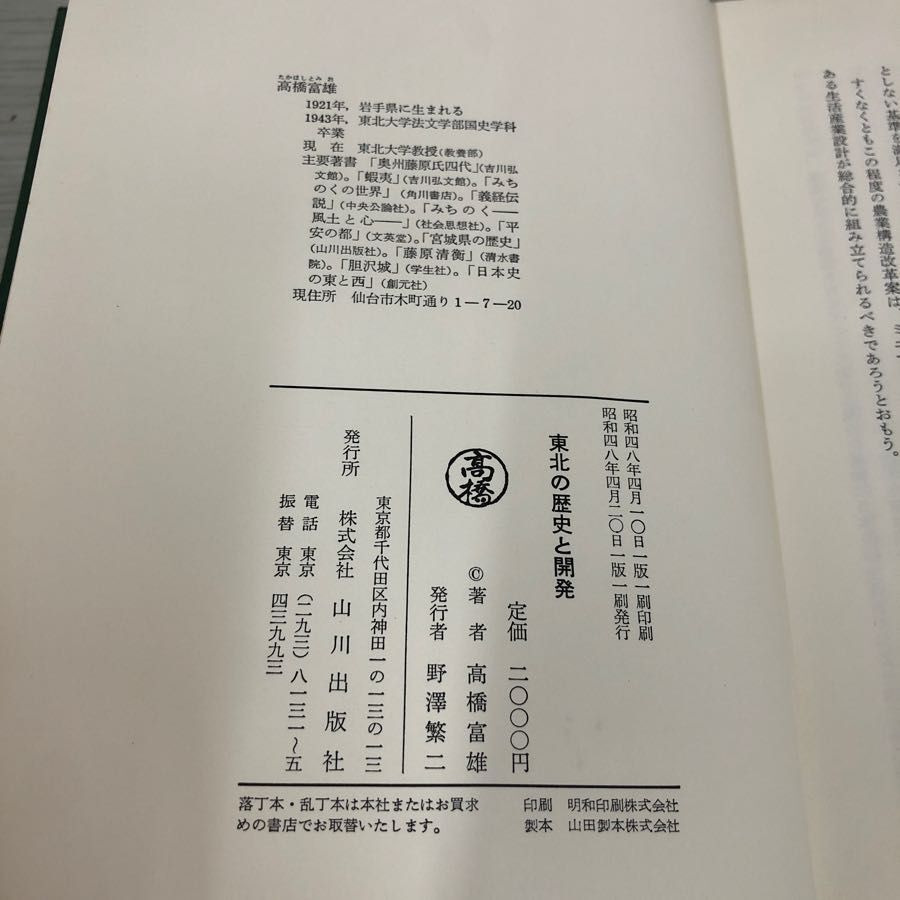 としない基準を
すくなくともこの程度の農業構造改革案は、
ある生活産業設計が総合的に組み立てられるべきであろうとおもう。
たかはしとみお
高橋富雄
1921年，岩手県に生まれる
1943年，東北大学法文学部国史学科
卒業
現 在 東北大学教授（教養部）
主要著書 「奥州藤原氏四代」（吉川弘
文館）。「蝦夷」（吉川弘文館）。「みち
のくの世界」（角川書店）。「義経伝
説」（中央公論社）。「みちのく——
風土と心——」（社会思想社）。「平
安の都」（文英堂）。「宮城県の歴史」
（山川出版社）。「藤原清衡」（清水書
院）。「胆沢城」（学生社）。「日本史
の東と西」（創元社）
現住所 仙台市木町通り1—7—20
昭和四八年四月一〇日一版一刷印刷
昭和四八年四月二〇日一版一刷発行
東北の歴史と開発
定価 二〇〇〇円
高橋
©著者 高橋富雄
発行者 野澤繁二
東京都千代田区内神田一の一三の一三
発行所 株式会社 山川出版社
電話 東京（二九三）八一三一〜五
振替 東京 四三九九三
落丁本・乱丁本は本社またはお買求
めの書店でお取替いたします。
印刷 明和印刷株式会社
製本 山田製本株式会社